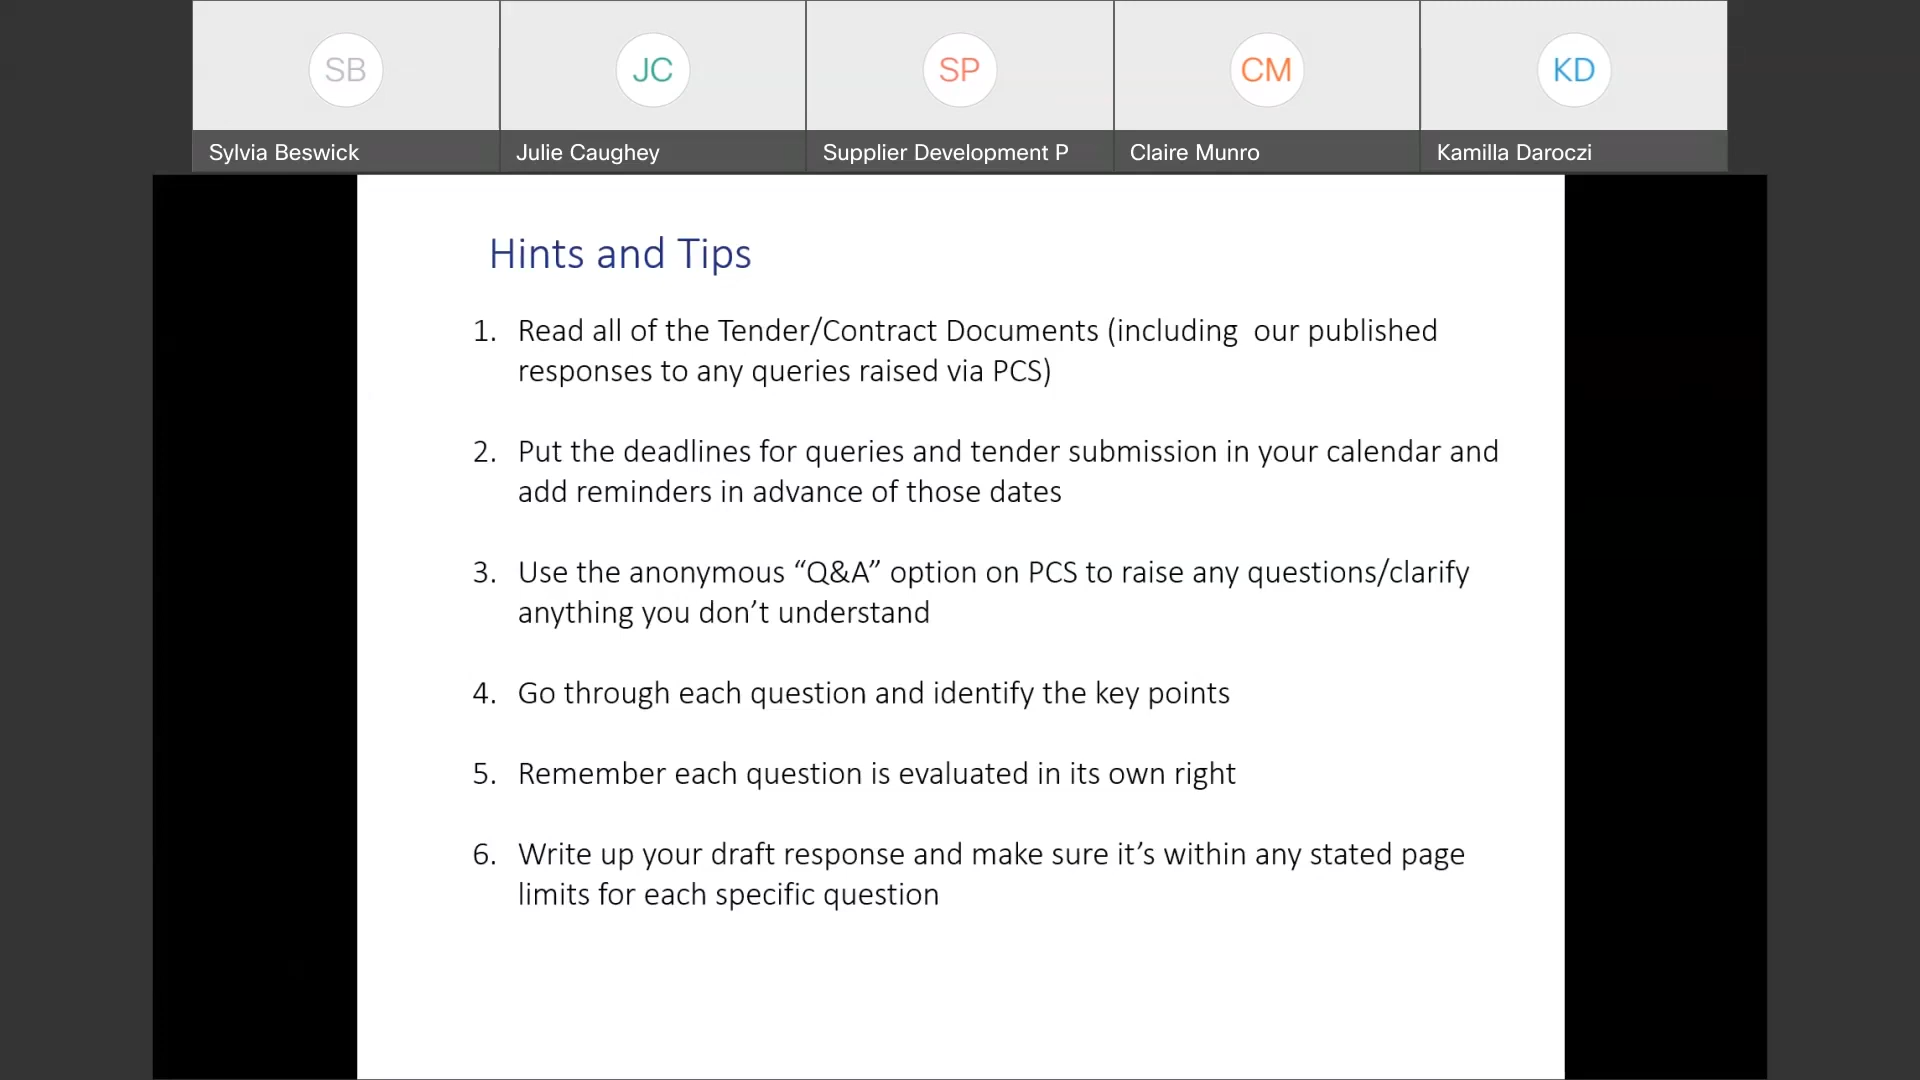 SB
JC
SP
CM
KD
Sylvia Beswick
Julie Caughey
Supplier Development P
Claire Munro
Kamilla Daroczi
Hints and Tips
1. Read all of the Tender/Contract Documents (including  our published
responses to any queries raised via PCS)
2. Put the deadlines for queries and tender submission in your calendar and
add reminders in advance of those dates
3. Use the anonymous “Q&A” option on PCS to raise any questions/clarify
anything you don’t understand
4. Go through each question and identify the key points
5. Remember each question is evaluated in its own right
6. Write up your draft response and make sure it’s within any stated page
limits for each specific question